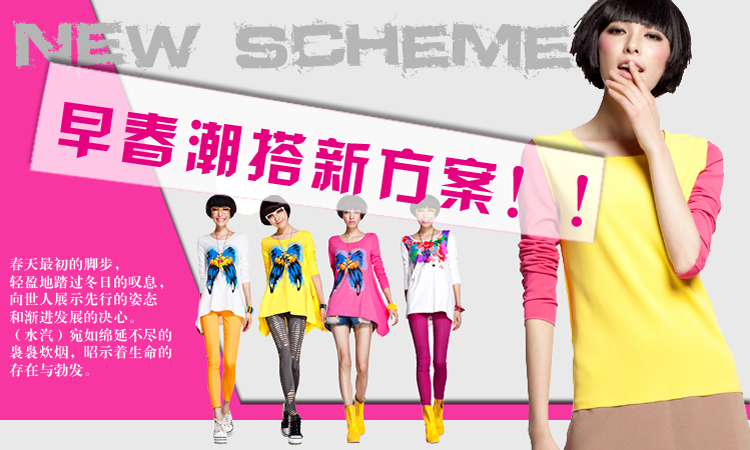 NEW SCHEME
早春潮搭新方案！！
春天最初的脚步，
轻盈地踏过冬日的叹息，
向世人展示先行的姿态
和渐进发展的决心。
（水汽）宛如绵延不尽的
袅袅炊烟，昭示着生命的
存在与勃发。